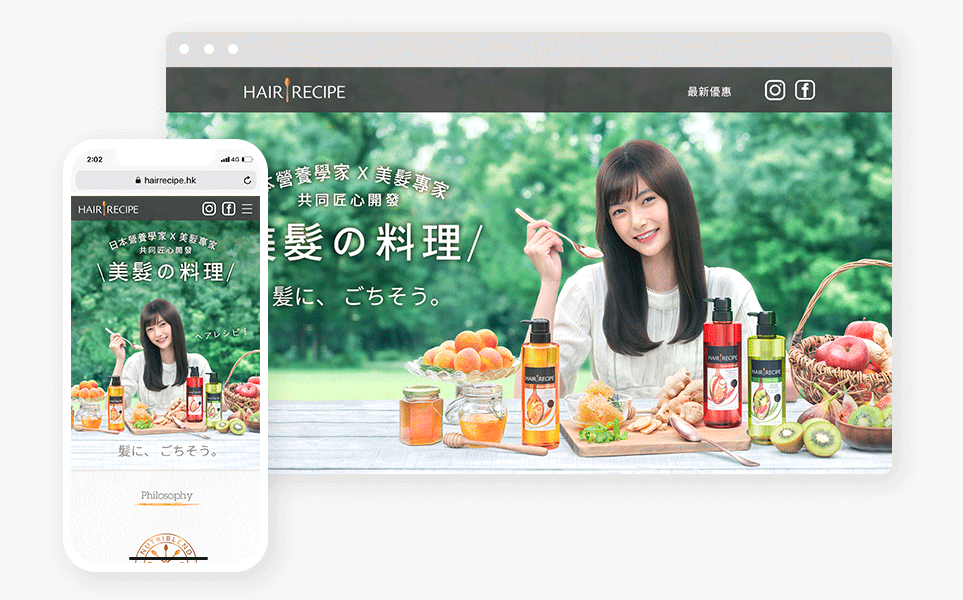 HAIR RECIPE
最新優惠
本營養學家 X 美髮專家
共同匠心開發
美髮の料理/
髪に、ごちそう。
HAIR RECIPE
HAIR RECIPE
HAIR RECIPE
2:02
4G
hairrecipe.hk
HAIR RECIPE
日本營養學家 X 美髮專家
共同匠心開發
\美髮の料理/
ヘアレシピ!
髪に、ごちそう。
Philosophy
NUTRIBLEND